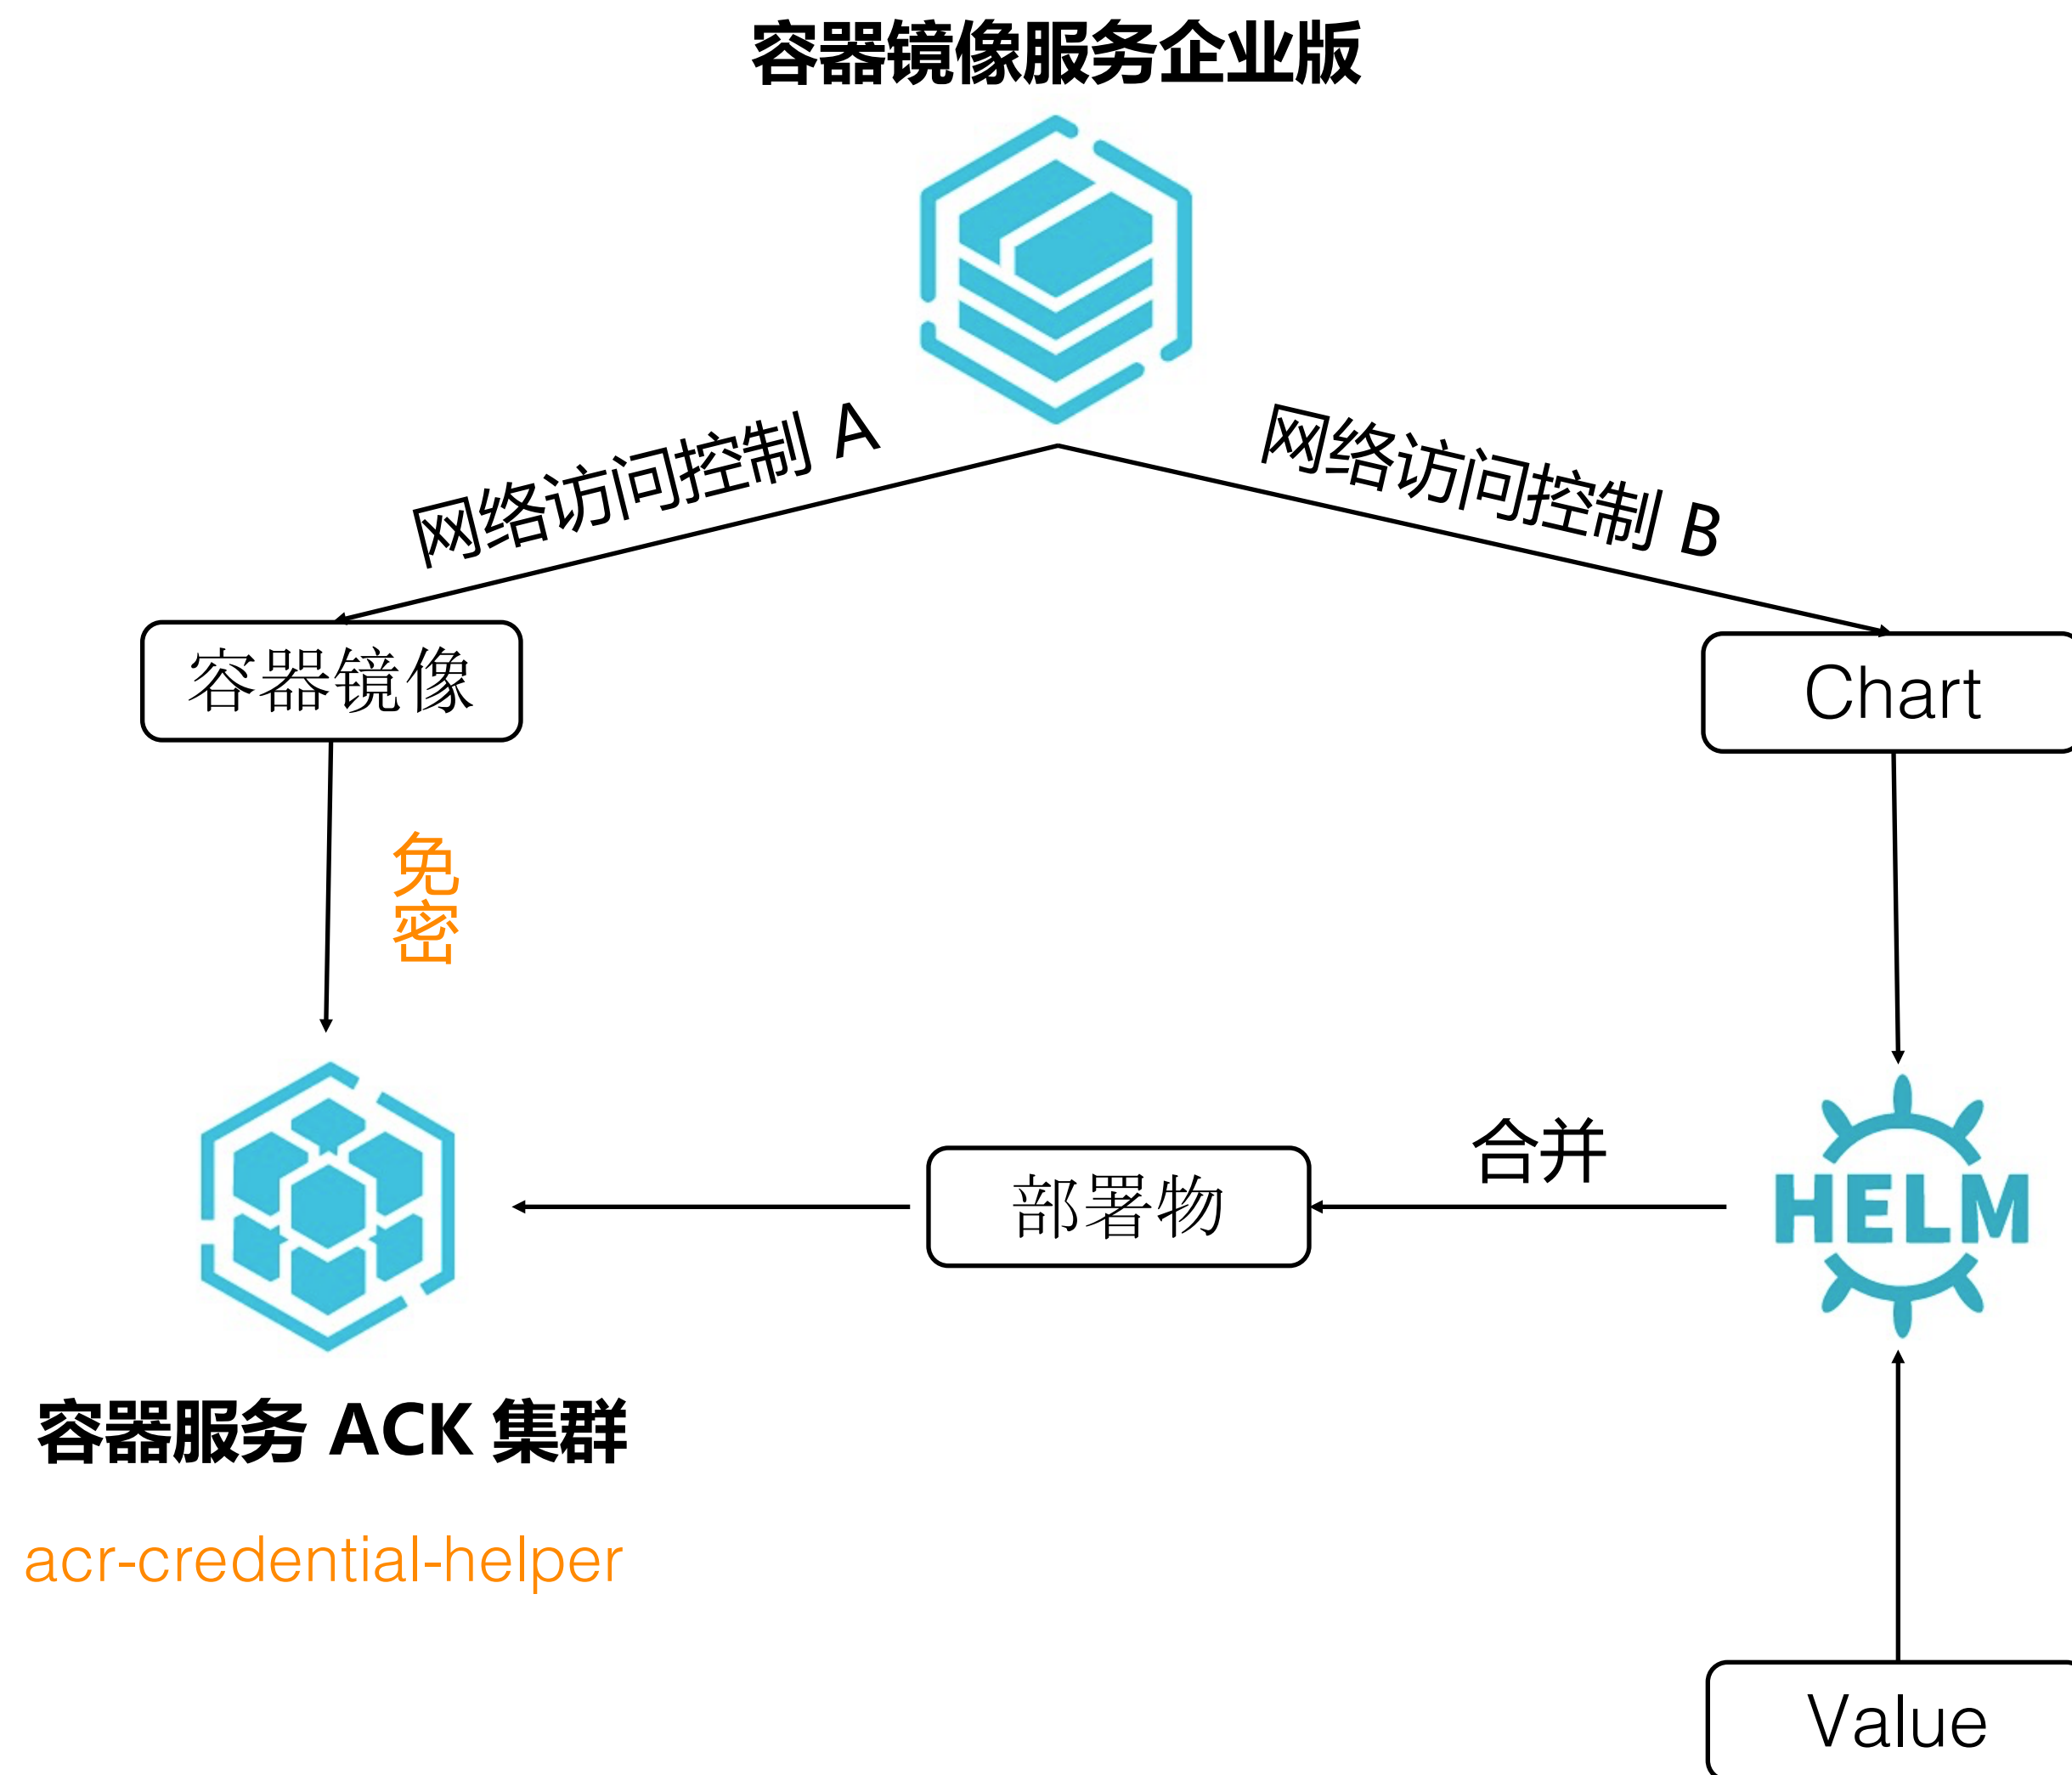 容器镜像服务企业版
网络访问控制 A
网络访问控制 B
容器镜像
Chart
免
密
合并
部署物
HELM
容器服务 ACK 集群
acr-credential-helper
Value